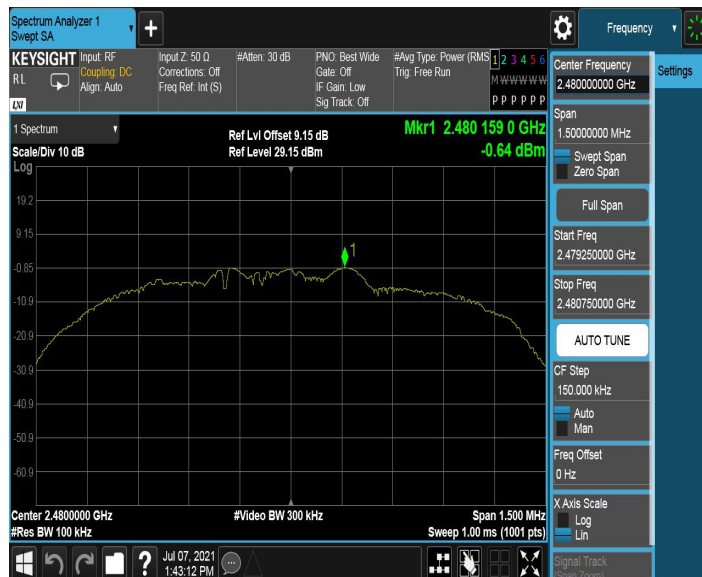 Spectrum Analyzer 1
Swept SA
+
Frequency
KEYSIGHT
RL
LXI
Input: RF
Coupling: DC
Align: Auto
Input Z: 50 Ω
Corrections: Off
Freq Ref: Int (S)
#Atten: 30 dB
PNO: Best Wide
Gate: Off
IF Gain: Low
Sig Track: Off
#Avg Type: Power (RMS
Trig: Free Run
1 2 3 4 5 6
M W W W W W
P P P P P P
Center Frequency
2.480000000 GHz
Settings
Span
1.50000000 MHz
Swept Span
Zero Span
Full Span
Start Freq
2.479250000 GHz
Stop Freq
2.480750000 GHz
AUTO TUNE
CF Step
150.000 kHz
Auto
Man
Freq Offset
0 Hz
X Axis Scale
Log
Lin
Signal Track
(Span Zoom)
1 Spectrum
Scale/Div 10 dB
Log
Ref Lvl Offset 9.15 dB
Ref Level 29.15 dBm
Mkr1 2.480 159 0 GHz
-0.64 dBm
19.2
9.15
-0.85
-10.9
-20.9
-30.9
-40.9
-50.9
-60.9
1
Center 2.4800000 GHz
#Res BW 100 kHz
#Video BW 300 kHz
Span 1.500 MHz
Sweep 1.00 ms (1001 pts)
?
Jul 07, 2021
1:43:12 PM